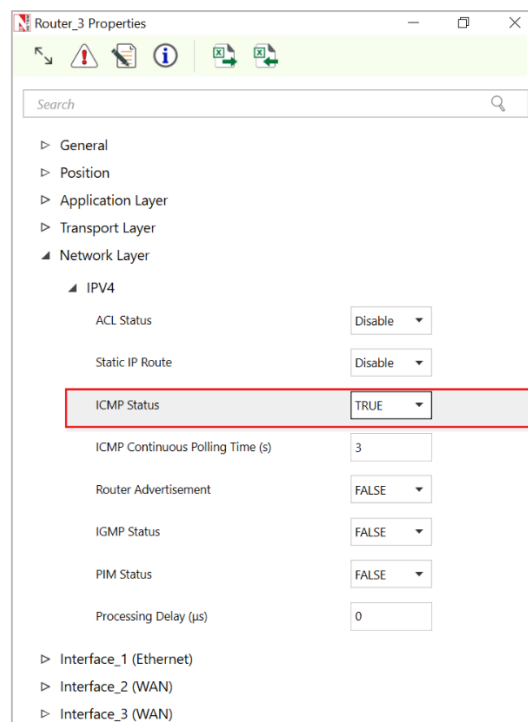 Router_3 Properties
Search
General
Position
Application Layer
Transport Layer
Network Layer
IPV4
ACL Status Disable
Static IP Route Disable
ICMP Status TRUE
ICMP Continuous Polling Time (s) 3
Router Advertisement FALSE
IGMP Status FALSE
PIM Status FALSE
Processing Delay (µs) 0
Interface_1 (Ethernet)
Interface_2 (WAN)
Interface_3 (WAN)